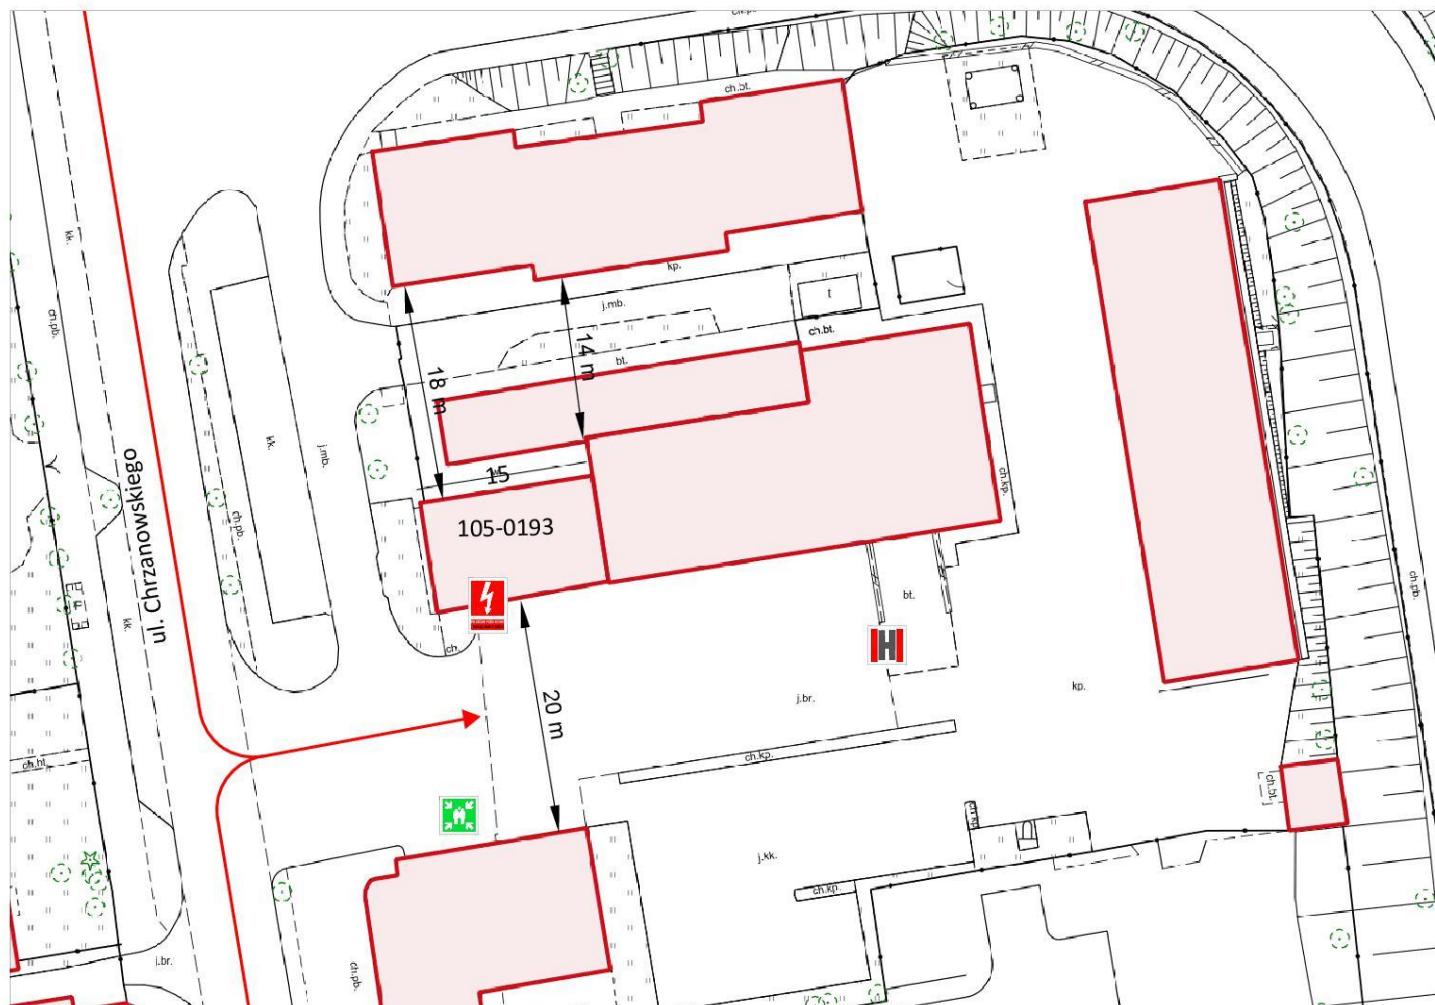 ch.bt.
kk.
kp.
j.mb.
t
ch.pb.
ch.bt.
14 m
bt.
18 m
kk.
j.mb.
ul. Chrzanowskiego
15
ch.kp.
105-0193
ch.pb.
ch.pb.
bt.
kk.
H
ch.
kp.
20 m
j.br.
ch.kp.
ch.bt.
ch.kp.
j.kk.
ch.kp.
j.br.
ch.pb.